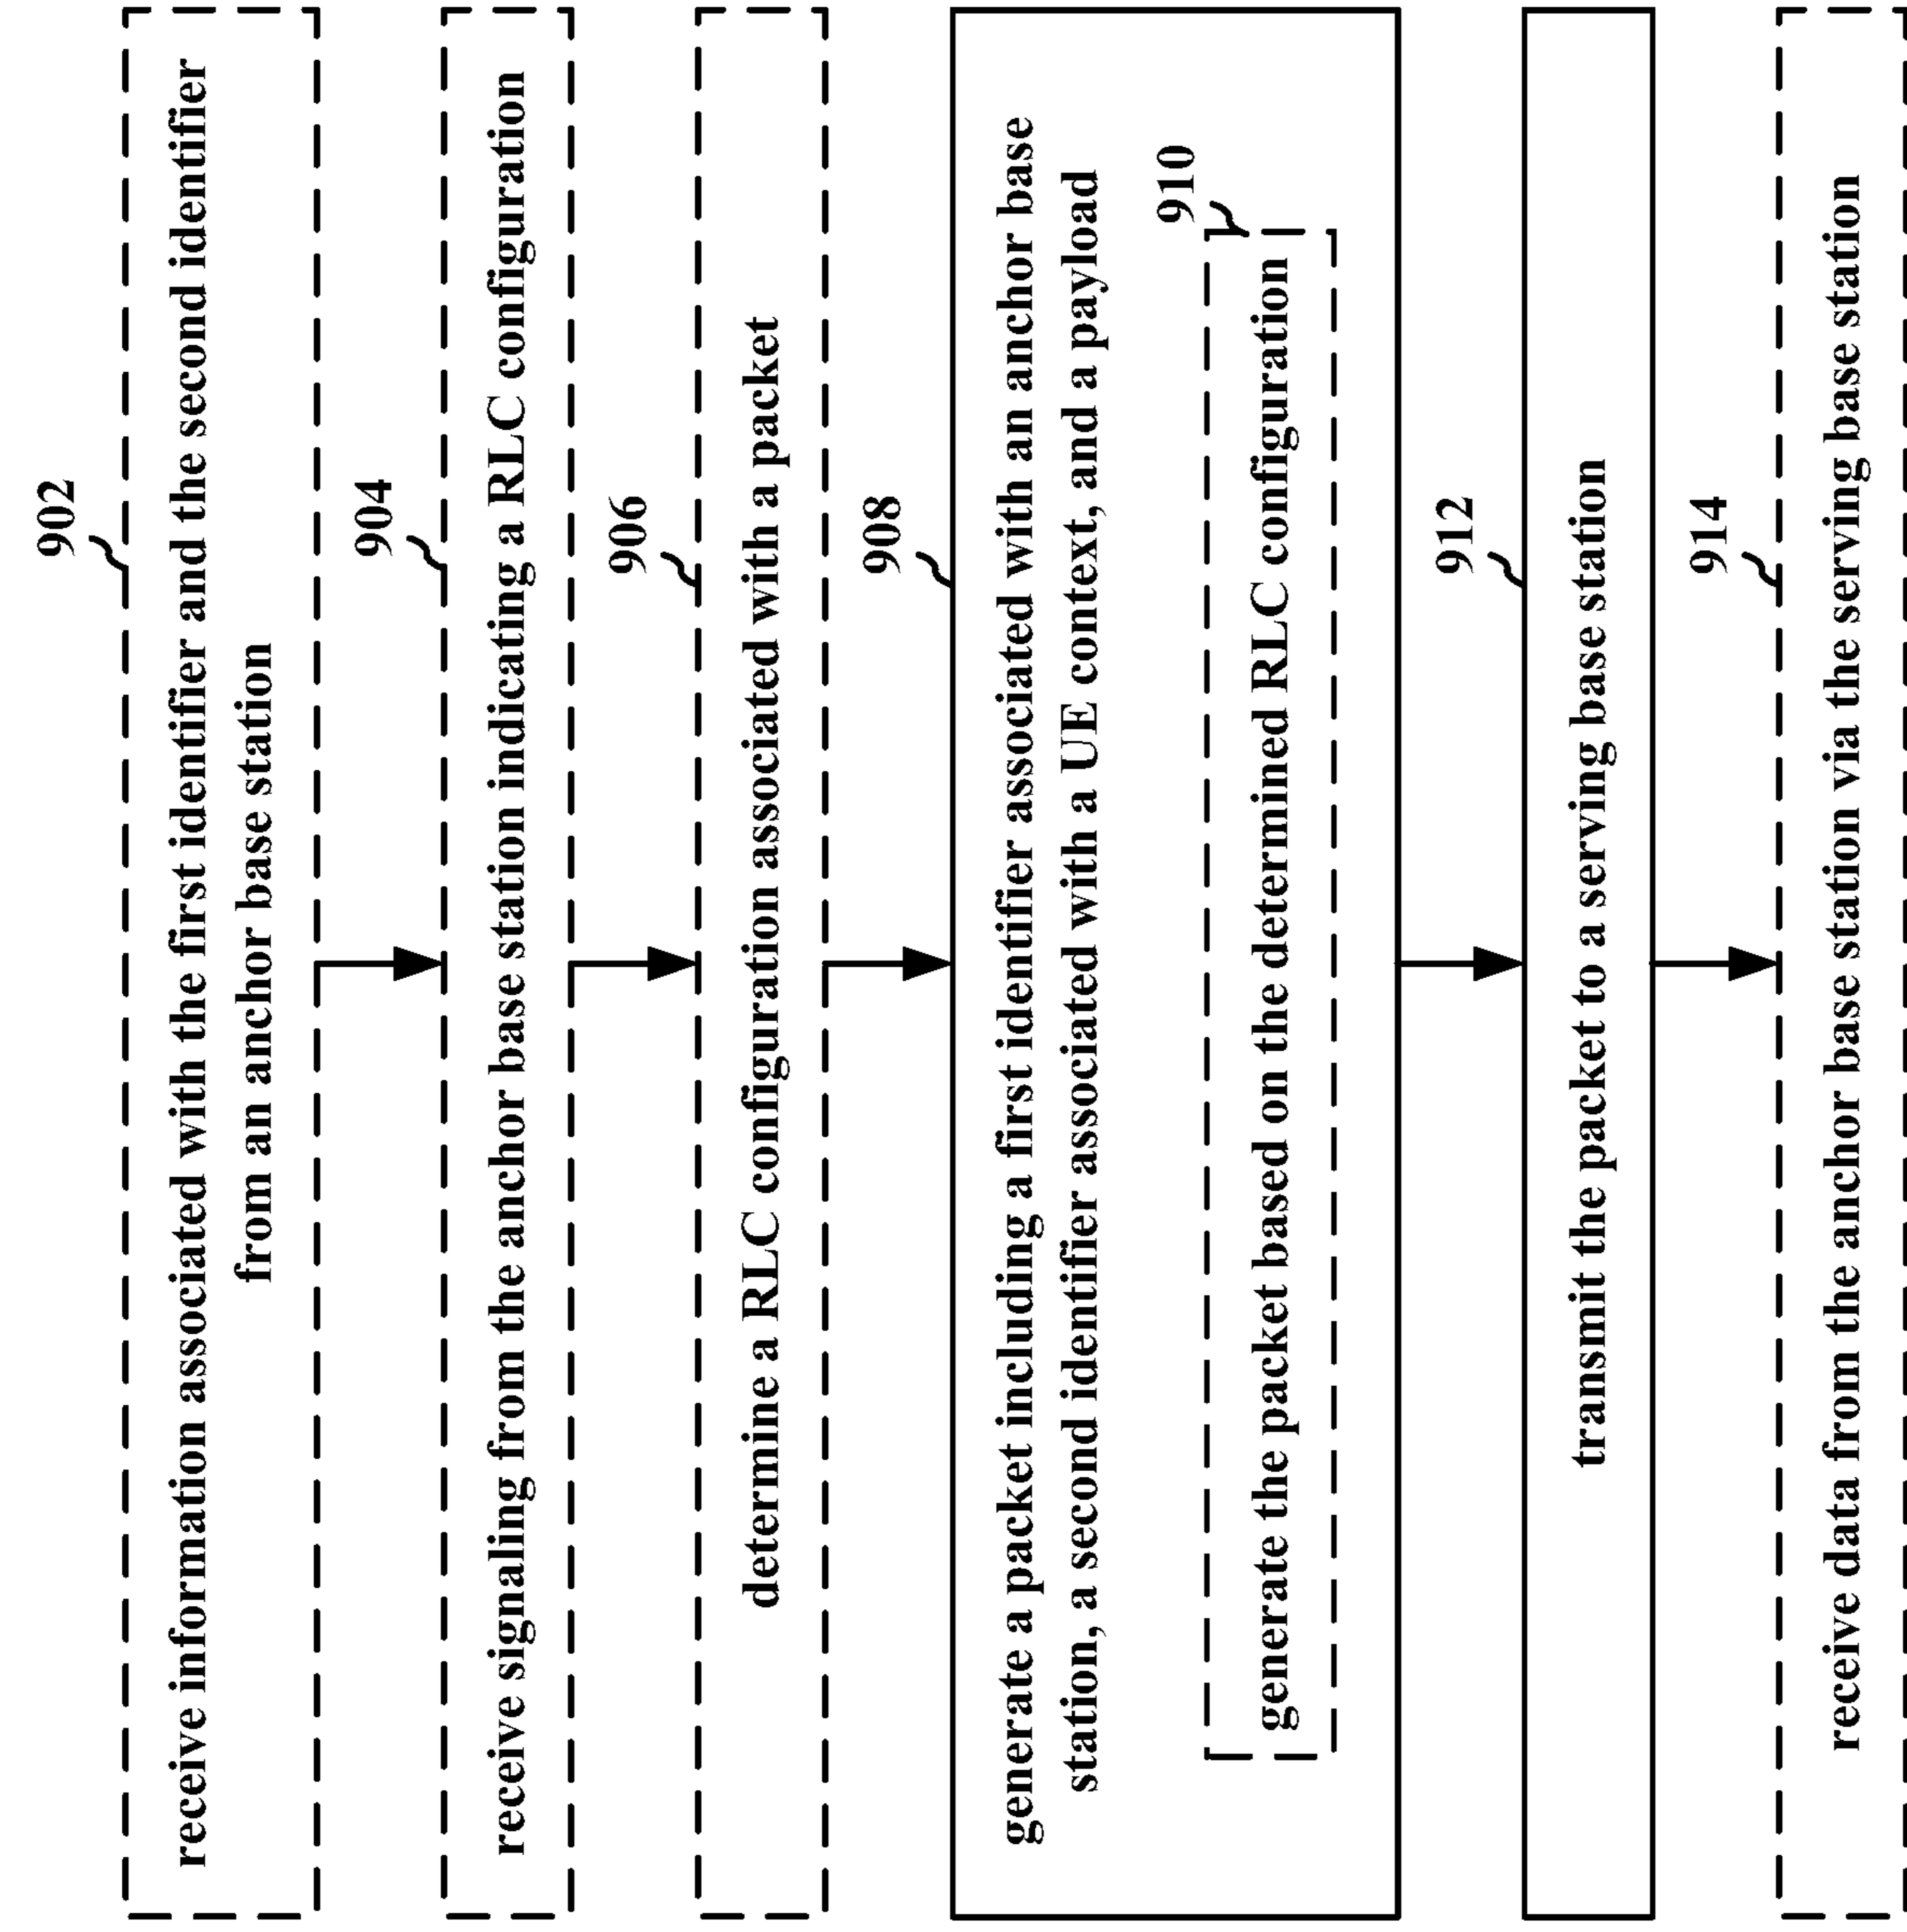 902
receive information associated with the first identifier and the second identifier
from an anchor base station
904
receive signaling from the anchor base station indicating a RLC configuration
906
determine a RLC configuration associated with a packet
908
generate a packet including a first identifier associated with an anchor base
station, a second identifier associated with a UE context, and a payload
910
generate the packet based on the determined RLC configuration
912
transmit the packet to a serving base station
914
receive data from the anchor base station via the serving base station